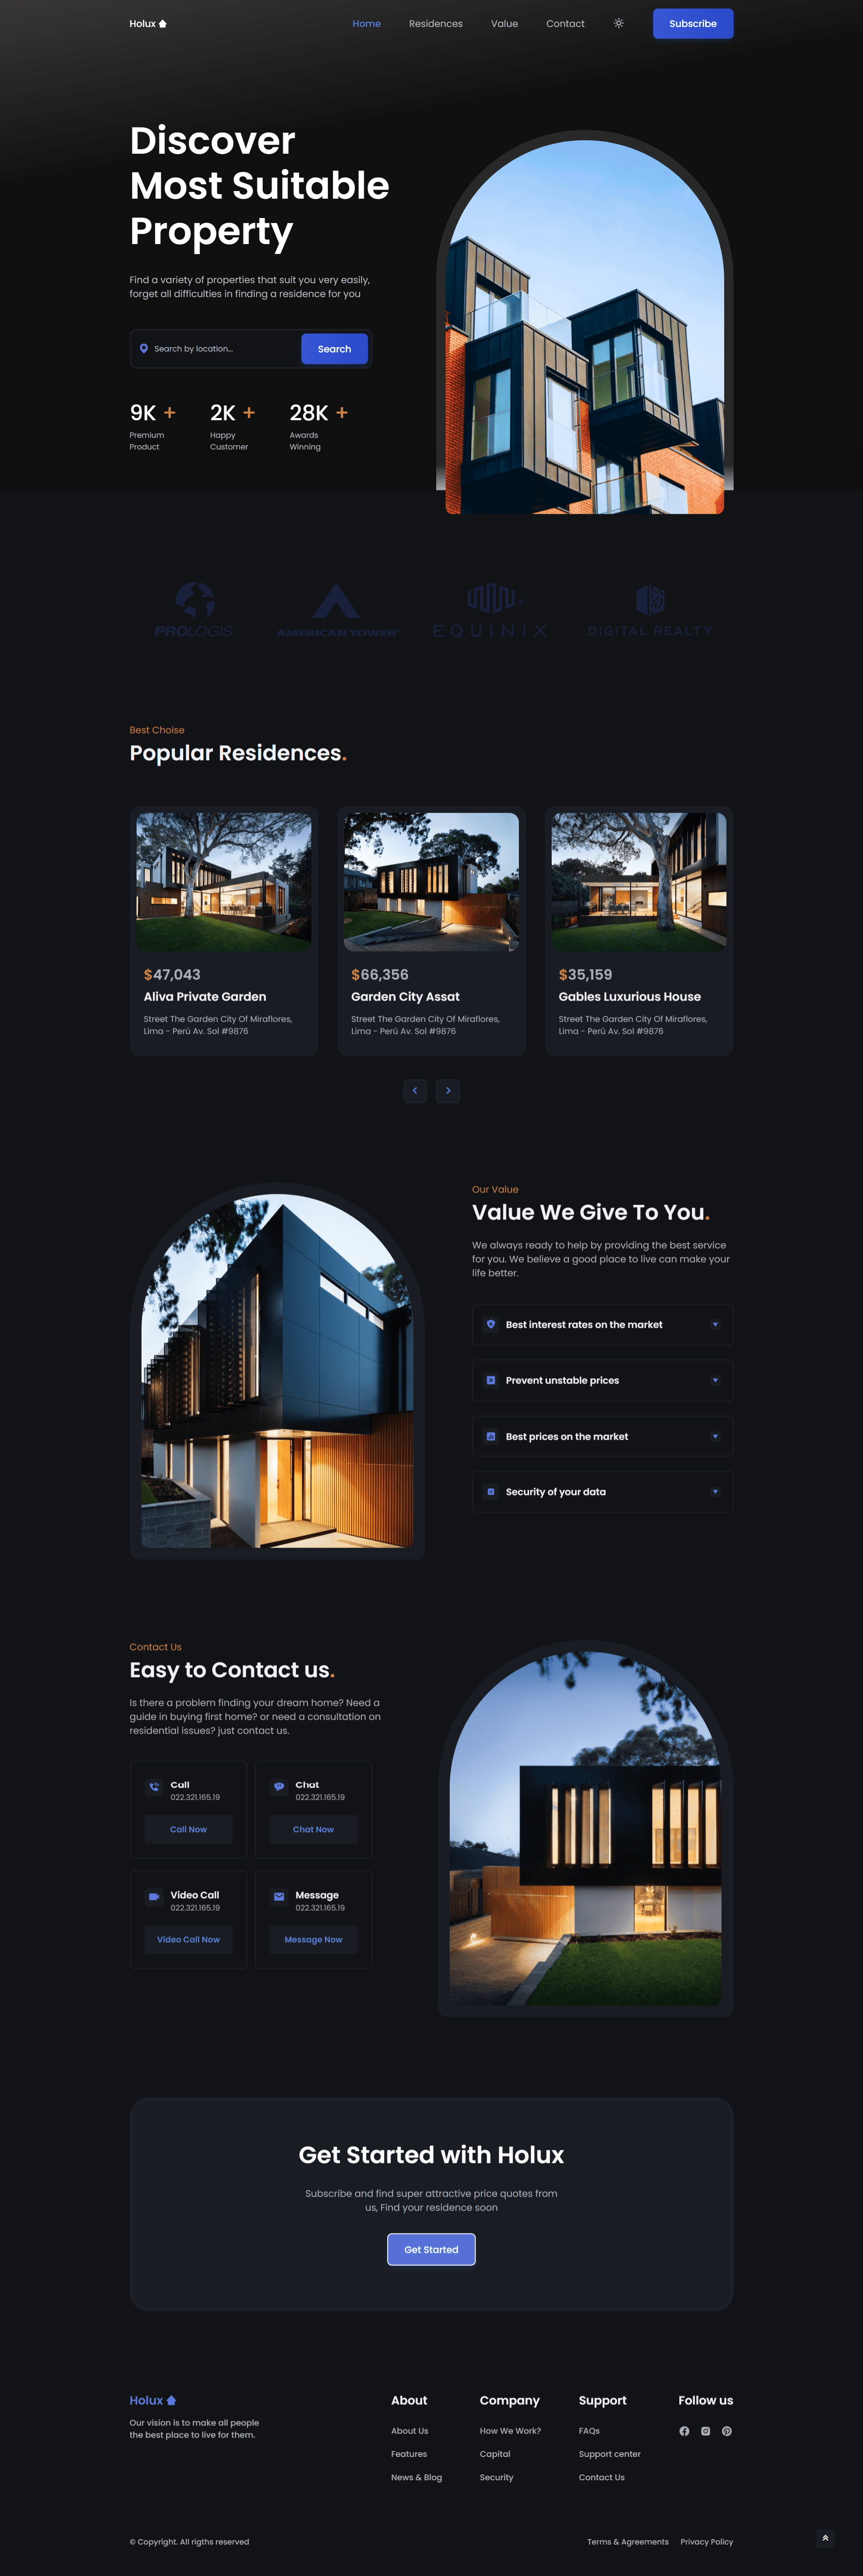 Holux
Home Residences Value Contact Subscribe
Discover
Most Suitable
Property
Find a variety of properties that suit you very easily,
forget all difficulties in finding a residence for you
Search by location...
Search
9K + 2K + 28K +
Premium
Product
Happy
Customer
Awards
Winning
PROLOGIS
AMERICAN TOWER
EQUINIX
DIGITAL REALTY
Best Choise
Popular Residences.
$47,043
Aliva Private Garden
Street The Garden City Of Miraflores,
Lima - Perú Av. Sol #9876
$66,356
Garden City Assat
Street The Garden City Of Miraflores,
Lima - Perú Av. Sol #9876
$35,159
Gables Luxurious House
Street The Garden City Of Miraflores,
Lima - Perú Av. Sol #9876
Our Value
Value We Give To You.
We always ready to help by providing the best service
for you. We believe a good place to live can make your
life better.
Best interest rates on the market
Prevent unstable prices
Best prices on the market
Security of your data
Contact Us
Easy to Contact us.
Is there a problem finding your dream home? Need a
guide in buying first home? or need a consultation on
residential issues? just contact us.
Call
022.321.165.19
Call Now
Chat
022.321.165.19
Chat Now
Video Call
022.321.165.19
Video Call Now
Message
022.321.165.19
Message Now
Get Started with Holux
Subscribe and find super attractive price quotes from
us, Find your residence soon
Get Started
Holux
Our vision is to make all people
the best place to live for them.
About
About Us
Features
News & Blog
Company
How We Work?
Capital
Security
Support
FAQs
Support center
Contact Us
Follow us
© Copyright. All rigths reserved
Terms & Agreements Privacy Policy